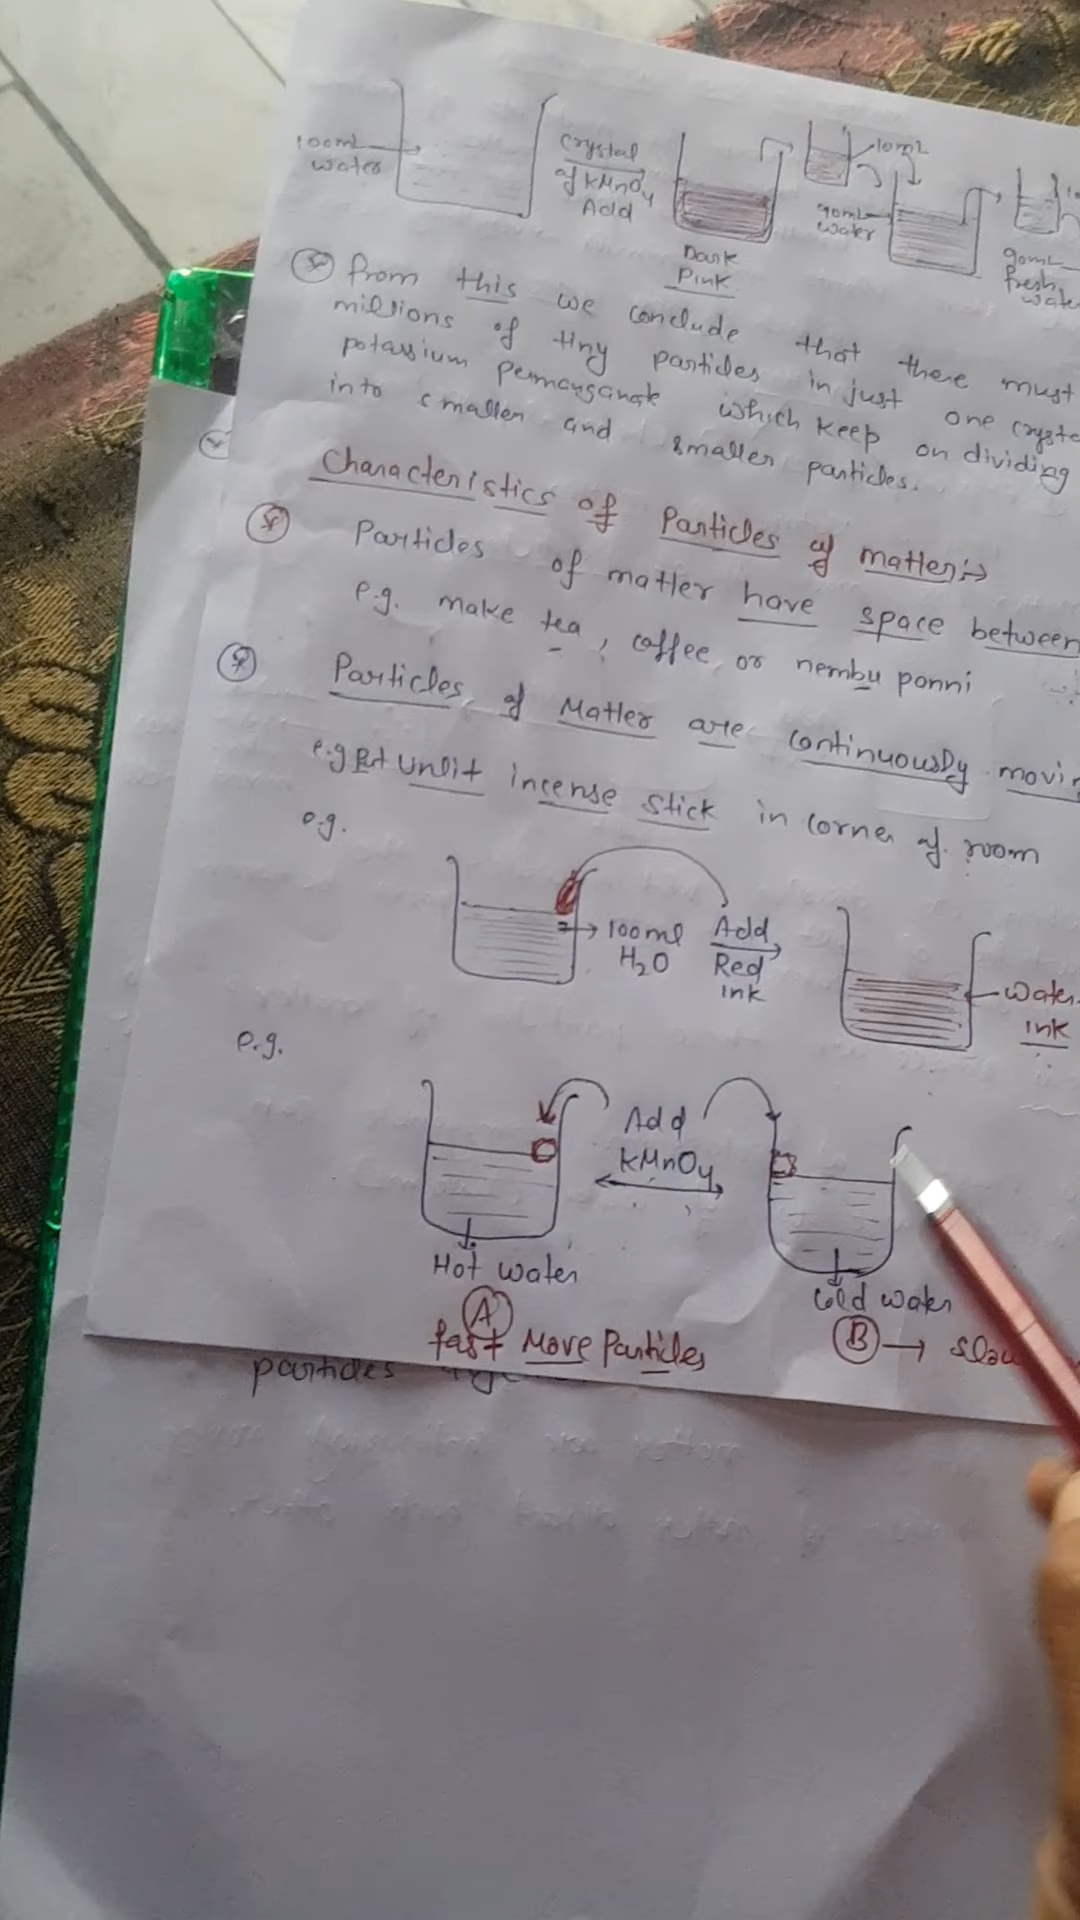 100mL
water
Crystal
of KMnO4
Add
Dark
Pink
10mL
90mL
water
90mL
fresh
water
from this we conclude that there must
millions of tiny particles in just one cryste
potassium permanganate which keep on dividing
into smaller and smaller particles.
Characteristics of Particles of matter:→
Particles of matter have space between
e.g. make tea, coffee, or nembu panni
Particles of Matter are continuously movin
e.g Put unlit incense stick in corner of room
e.g.
→ 100ml
H2O
Add
Red
ink
water
ink
e.g.
Add
KMnO4
Hot water
Cold water
A
fast Move Particles
B → slow
particles